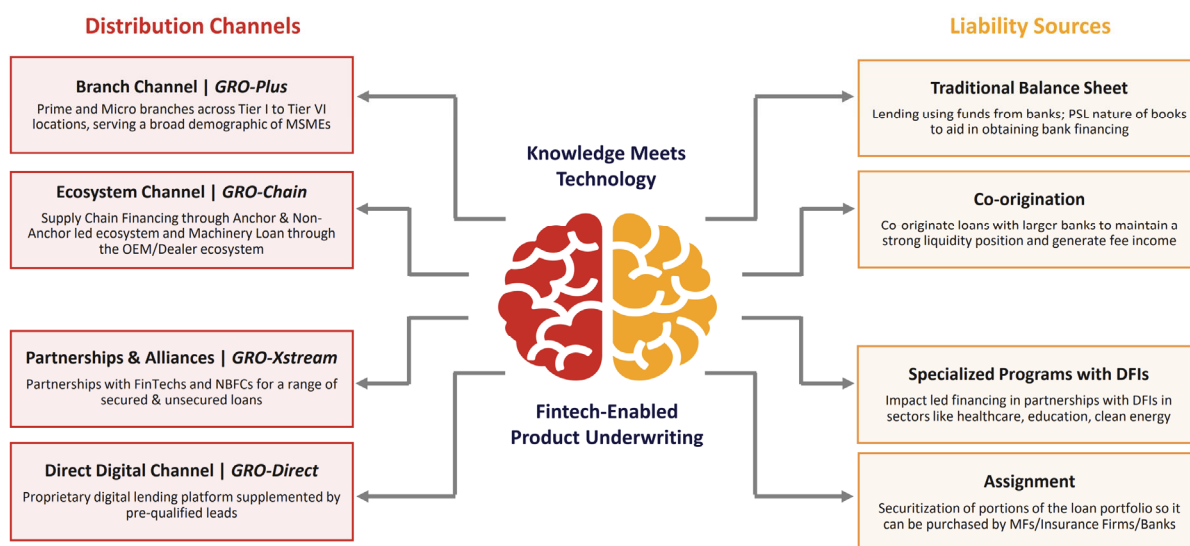 Distribution Channels
Branch Channel | GRO-Plus
Prime and Micro branches across Tier I to Tier VI
locations, serving a broad demographic of MSMEs
Ecosystem Channel | GRO-Chain
Supply Chain Financing through Anchor & Non-
Anchor led ecosystem and Machinery Loan through
the OEM/Dealer ecosystem
Partnerships & Alliances | GRO-Xstream
Partnerships with FinTechs and NBFCs for a range of
secured & unsecured loans
Direct Digital Channel | GRO-Direct
Proprietary digital lending platform supplemented by
pre-qualified leads
Knowledge Meets
Technology
Fintech-Enabled
Product Underwriting
Liability Sources
Traditional Balance Sheet
Lending using funds from banks; PSL nature of books
to aid in obtaining bank financing
Co-origination
Co-originate loans with larger banks to maintain a
strong liquidity position and generate fee income
Specialized Programs with DFIs
Impact led financing in partnerships with DFIs in
sectors like healthcare, education, clean energy
Assignment
Securitization of portions of the loan portfolio so it
can be purchased by MFs/Insurance Firms/Banks